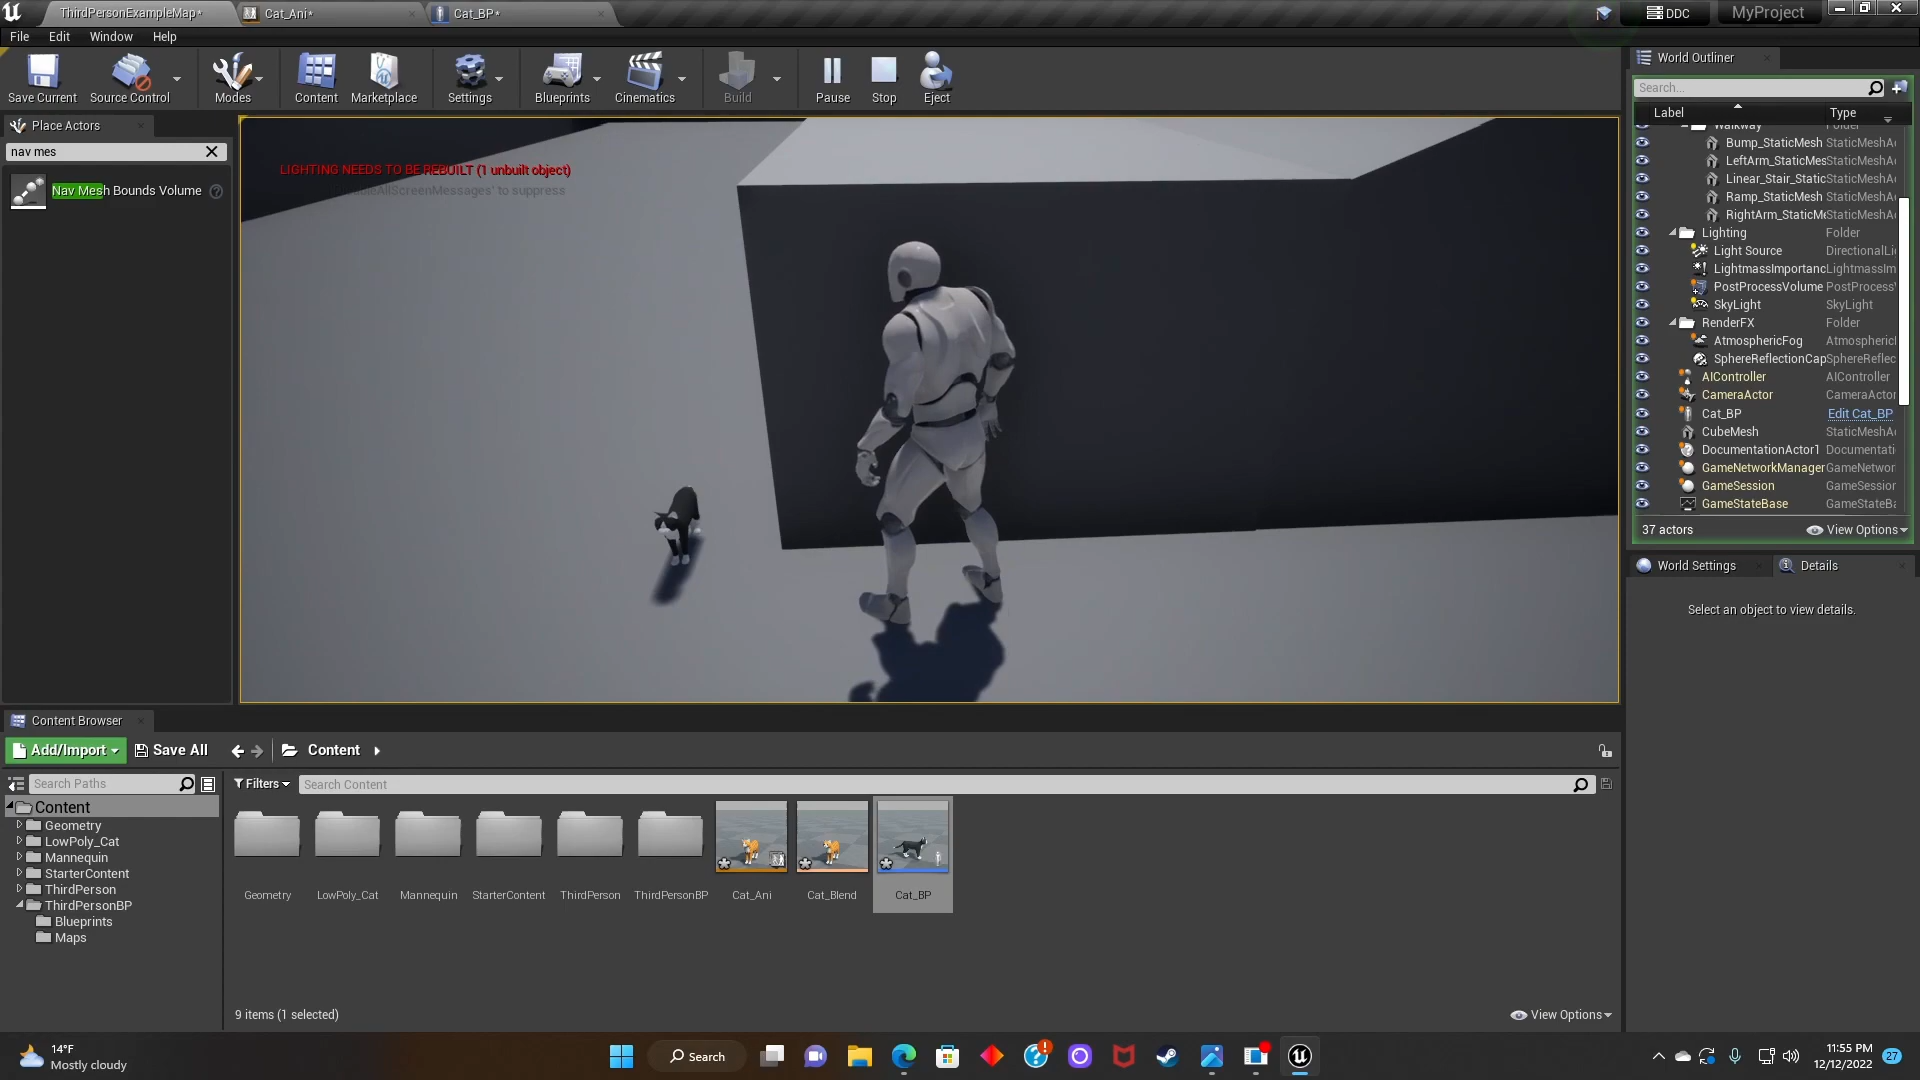 ThirdPersonExampleMap*
Cat_Ani*
Cat_BP*
DDC
MyProject
File Edit Window Help
Save Current
Source Control
Modes
Content
Marketplace
Settings
Blueprints
Cinematics
Build
Pause
Stop
Eject
Place Actors
nav mes
Nav Mesh Bounds Volume
LIGHTING NEEDS TO BE REBUILT (1 unbuilt object)
AllScreenMessages' to suppress
World Outliner
Search...
Label Type
Walkway Folder
Bump_StaticMesh StaticMeshA
LeftArm_StaticMes StaticMeshA
Linear_Stair_Static StaticMeshA
Ramp_StaticMesh StaticMeshA
RightArm_StaticMe StaticMeshA
Lighting Folder
Light Source DirectionalLi
LightmassImportanc LightmassIm
PostProcessVolume PostProcess
SkyLight SkyLight
RenderFX Folder
AtmosphericFog Atmospheric
SphereReflectionCap SphereReflec
AIController AIController
CameraActor CameraActor
Cat_BP Edit Cat_BP
CubeMesh StaticMeshA
DocumentationActor1 Documentati
GameNetworkManager GameNetwor
GameSession GameSession
GameStateBase GameStateBa
37 actors
View Options
World Settings
Details
Select an object to view details.
Content Browser
Add/Import
Save All
Content
Search Paths
Filters
Search Content
Content
Geometry
LowPoly_Cat
Mannequin
StarterContent
ThirdPerson
ThirdPersonBP
Blueprints
Maps
Geometry
LowPoly_Cat
Mannequin
StarterContent
ThirdPerson
ThirdPersonBP
Cat_Ani
Cat_Blend
Cat_BP
9 items (1 selected)
View Options
14°F
Mostly cloudy
Search
11:55 PM
12/12/2022
27